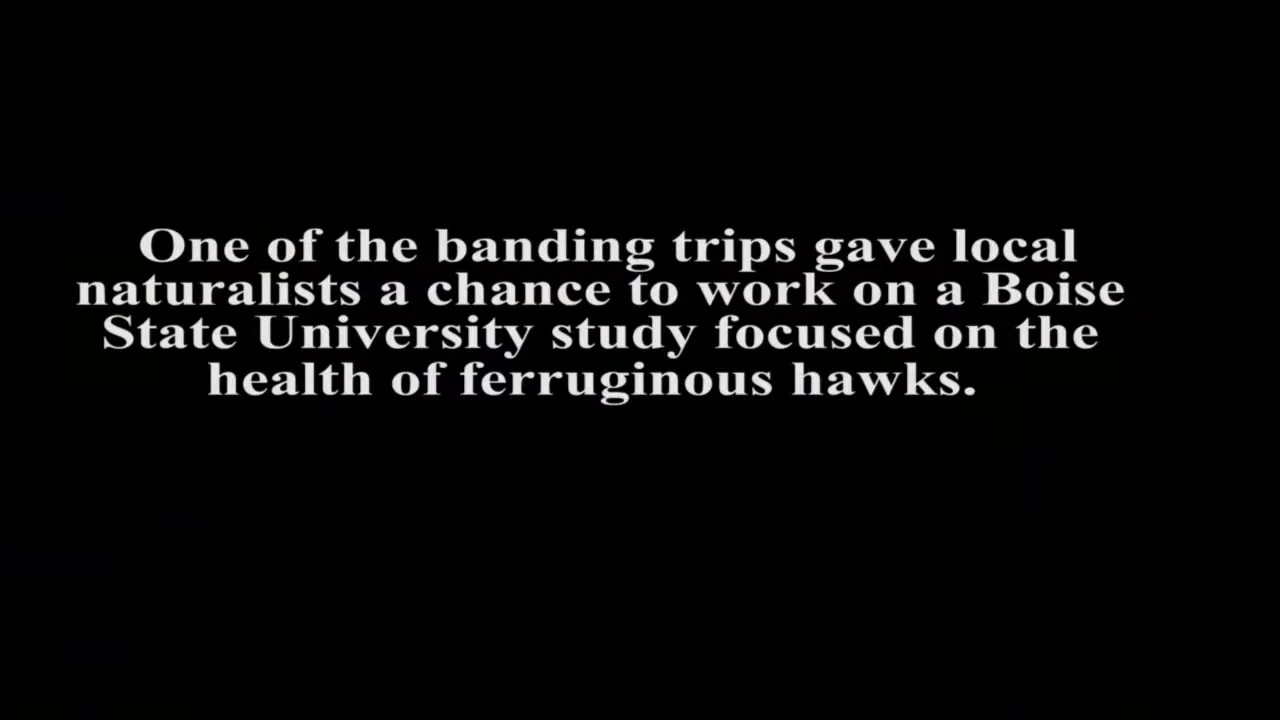 One of the banding trips gave local
naturalists a chance to work on a Boise
State University study focused on the
health of ferruginous hawks.